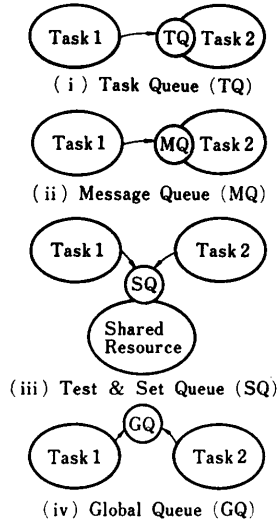 Task 1 TQ Task 2
( i ) Task Queue (TQ)
Task 1 MQ Task 2
(ii) Message Queue (MQ)
Task 1 Task 2
SQ
Shared
Resource
(iii) Test & Set Queue (SQ)
GQ
Task 1 Task 2
(iv) Global Queue (GQ)